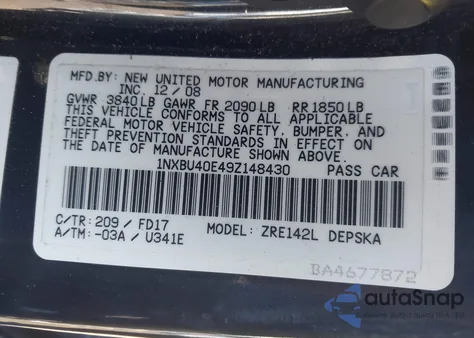 MFD.BY: NEW UNITED MOTOR MANUFACTURING
INC. 12/08
GVWR 3840LB GAWR FR 2090LB RR1850LB
THIS VEHICLE CONFORMS TO ALL APPLICABLE
FEDERAL MOTOR VEHICLE SAFETY, BUMPER, AND
THEFT PREVENTION STANDARDS IN EFFECT ON
THE DATE OF MANUFACTURE SHOWN ABOVE.
1NXBU40E49Z148430 PASS CAR
C/TR: 209 / FD17 MODEL: ZRE142L DEPSKA
A/TM: -03A / U341E
BA4677872
autoSnap